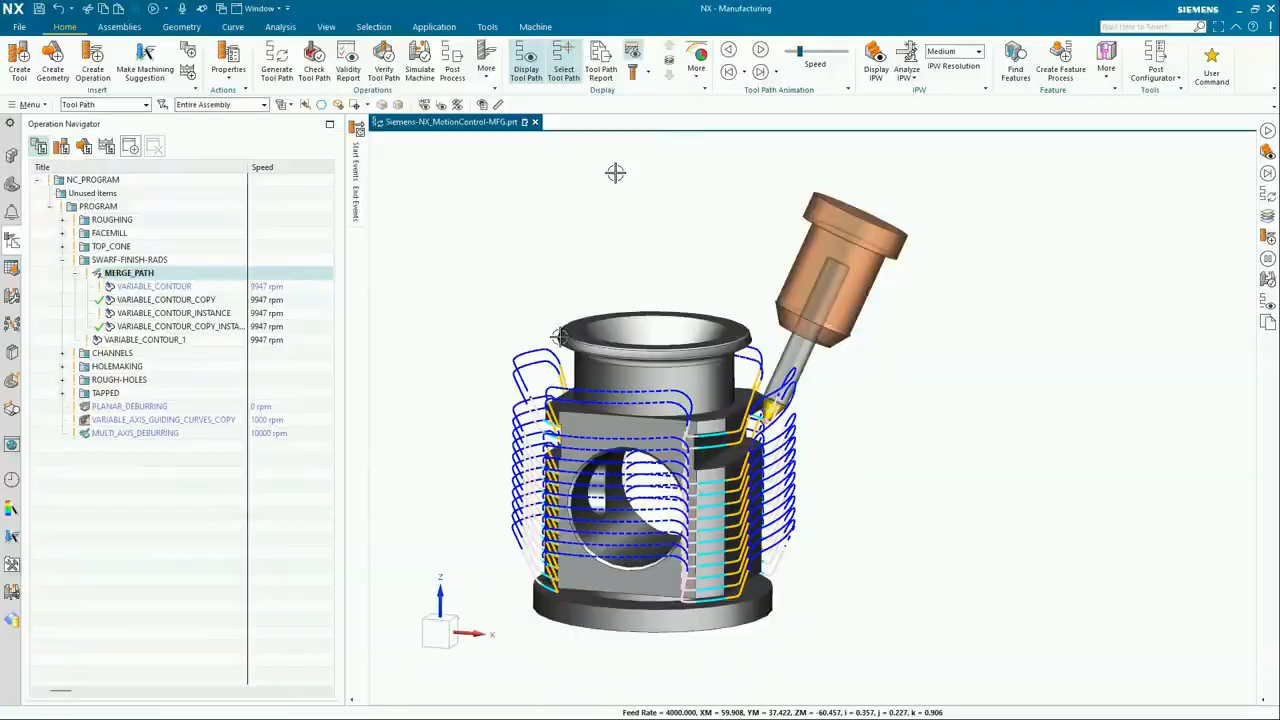 NX
Window
NX - Manufacturing
SIEMENS
File
Home
Assemblies
Geometry
Curve
Analysis
View
Selection
Application
Tools
Machine
Create Tool
Create Geometry
Create Operation
Make Machining Suggestion
Insert
Properties
Actions
Generate Tool Path
Check Tool Path
Validity Report
Verify Tool Path
Simulate Machine
Post Process
More
Operations
Display Tool Path
Select Tool Path
Tool Path Report
More
Display
Speed
Tool Path Animation
Display IPW
Analyze IPW
Medium
IPW Resolution
IPW
Find Features
Create Feature Process
More
Feature
Post Configurator
Tools
User Command
Menu
Tool Path
Entire Assembly
Operation Navigator
Siemens-NX_MotionControl-MFG.prt
Title
Speed
Start Events
End Events
NC_PROGRAM
Unused Items
PROGRAM
ROUGHING
FACEMILL
TOP_CONE
SWARF-FINISH-RADS
MERGE_PATH
VARIABLE_CONTOUR 9947 rpm
VARIABLE_CONTOUR_COPY 9947 rpm
VARIABLE_CONTOUR_INSTANCE 9947 rpm
VARIABLE_CONTOUR_COPY_INSTA... 9947 rpm
VARIABLE_CONTOUR_1 9947 rpm
CHANNELS
HOLEMAKING
ROUGH-HOLES
TAPPED
PLANAR_DEBURRING 0 rpm
VARIABLE_AXIS_GUIDING_CURVES_COPY 1000 rpm
MULTI_AXIS_DEBURRING 10000 rpm
Z
X
Feed Rate = 4000.000, XM = 59.908, YM = 37.422, ZM = -60.457, i = 0.357, j = 0.227, k = 0.906